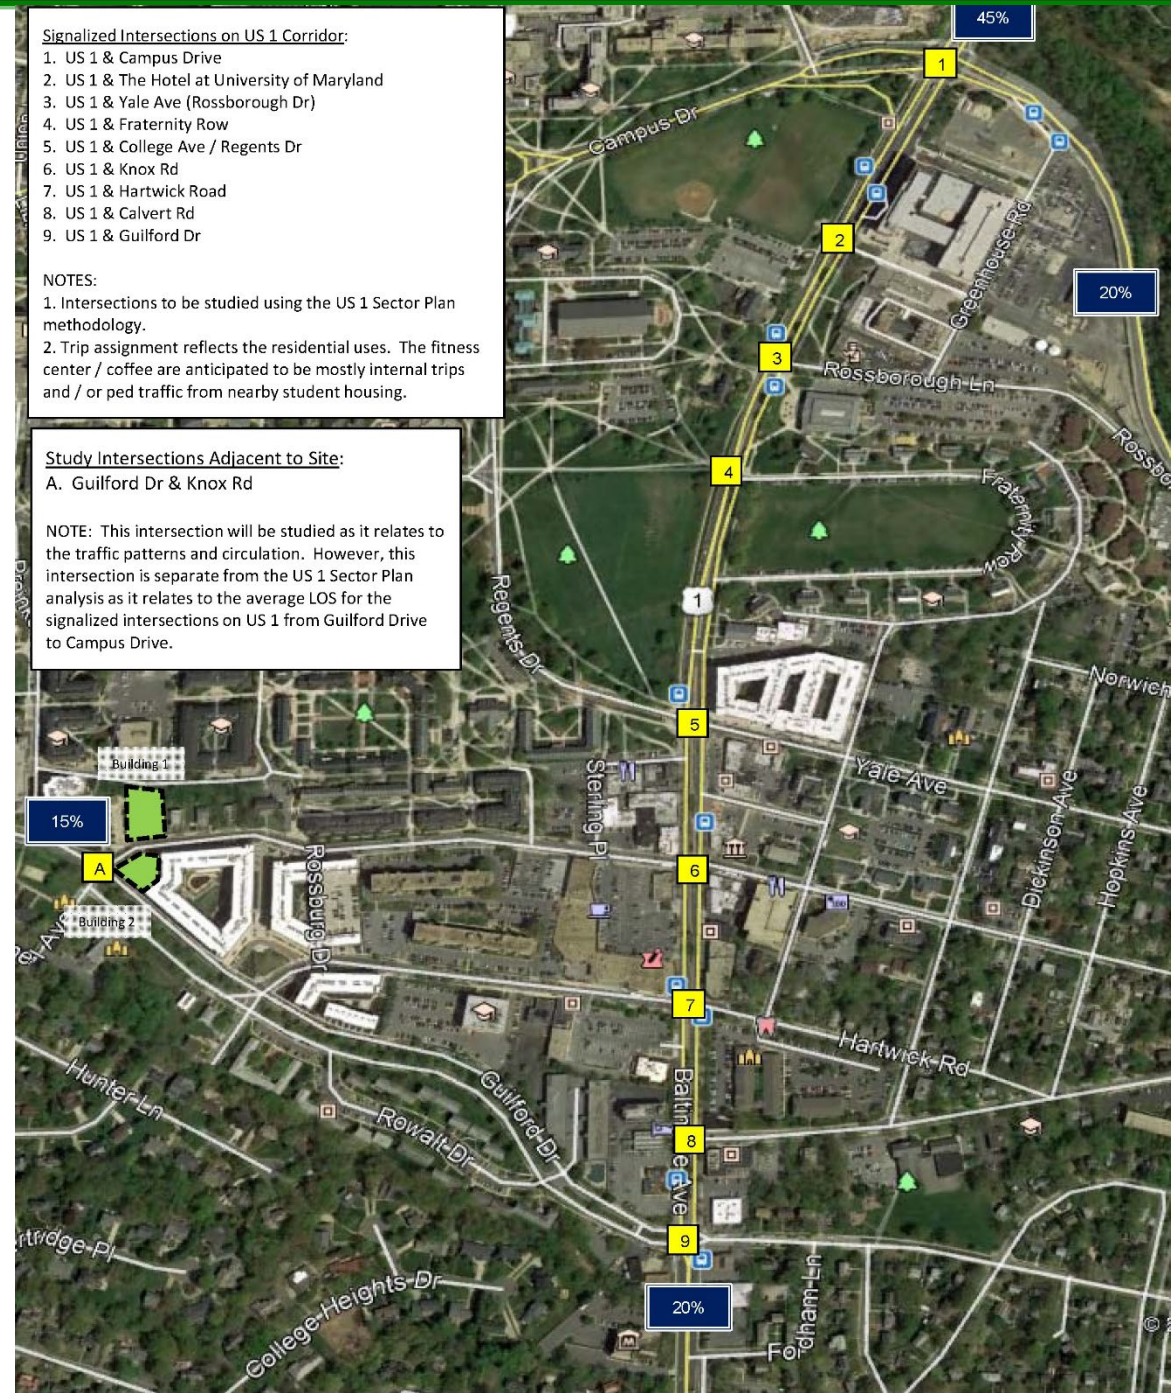 45%
Signalized Intersections on US 1 Corridor:
1. US 1 & Campus Drive
2. US 1 & The Hotel at University of Maryland
3. US 1 & Yale Ave (Rossborough Dr)
4. US 1 & Fraternity Row
5. US 1 & College Ave / Regents Dr
6. US 1 & Knox Rd
7. US 1 & Hartwick Road
8. US 1 & Calvert Rd
9. US 1 & Guilford Dr
NOTES:
1. Intersections to be studied using the US 1 Sector Plan
methodology.
2. Trip assignment reflects the residential uses. The fitness
center / coffee are anticipated to be mostly internal trips
and / or ped traffic from nearby student housing.
1
Campus Dr
2
Greenhouse Rd
20%
3
Rossborough Ln
Study Intersections Adjacent to Site:
A. Guilford Dr & Knox Rd
NOTE: This intersection will be studied as it relates to
the traffic patterns and circulation. However, this
intersection is separate from the US 1 Sector Plan
analysis as it relates to the average LOS for the
signalized intersections on US 1 from Guilford Drive
to Campus Drive.
4
Fraternity Row
1
Regents Dr
Norwich
5
Building 1
Sterling Pl
Yale Ave
Dickinson Ave
Hopkins Ave
15%
A
6
Rossburg Dr
Building 2
7
Hartwick Rd
Hunter Ln
Guilford Dr
Rowalt Dr
8
Ave
9
rtridge Pl
College Heights Dr
20%
Fordham Ln
©